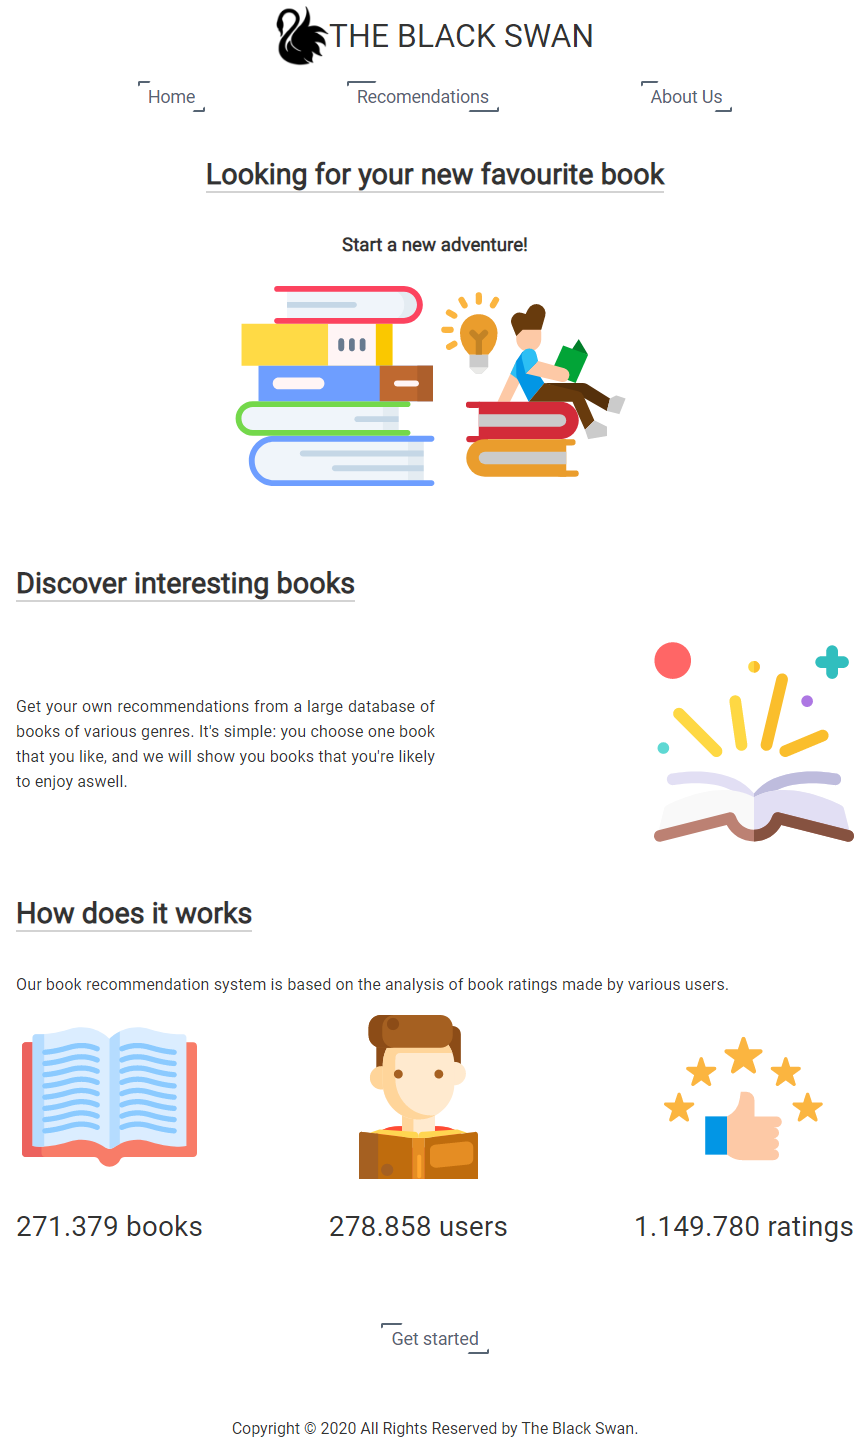 THE BLACK SWAN
Home
Recomendations
About Us
Looking for your new favourite book
Start a new adventure!
Discover interesting books
Get your own recommendations from a large database of
books of various genres. It's simple: you choose one book
that you like, and we will show you books that you're likely
to enjoy aswell.
How does it works
Our book recommendation system is based on the analysis of book ratings made by various users.
271.379 books
278.858 users
1.149.780 ratings
Get started
Copyright © 2020 All Rights Reserved by The Black Swan.